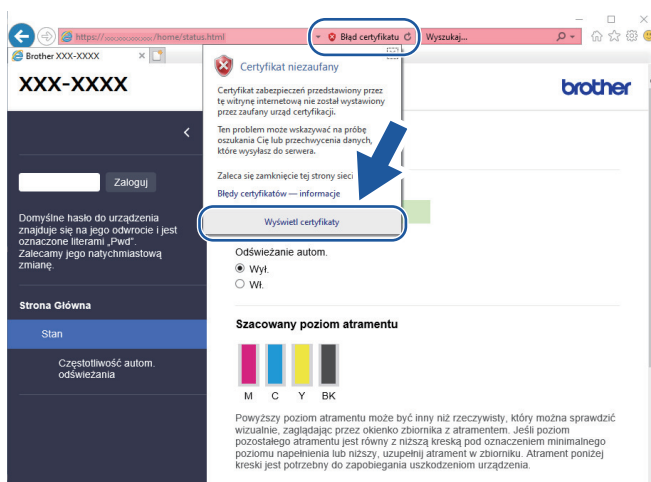 https:// /home/status.html
Błąd certyfikatu
Wyszukaj...
Brother XXX-XXXX
XXX-XXXX
brother
Certyfikat niezaufany
Certyfikat zabezpieczeń przedstawiony przez
tę witrynę internetową nie został wystawiony
przez zaufany urząd certyfikacji.
Ten problem może wskazywać na próbę
oszukania Cię lub przechwycenia danych,
które wysyłasz do serwera.
Zaleca się zamknięcie tej strony sieci
Błędy certyfikatów — informacje
Wyświetl certyfikaty
Zaloguj
Domyślne hasło do urządzenia
znajduje się na jego odwrocie i jest
oznaczone literami „Pwd”.
Zalecamy jego natychmiastową
zmianę.
Strona Główna
Stan
Częstotliwość autom.
odświeżania
Odświeżanie autom.
Wył.
Wł.
Szacowany poziom atramentu
M C Y BK
Powyższy poziom atramentu może być inny niż rzeczywisty, który można sprawdzić
wizualnie, zaglądając przez okienko zbiornika z atramentem. Jeśli poziom
pozostałego atramentu jest równy z niższą kreską pod oznaczeniem minimalnego
poziomu napełnienia lub niższy, uzupełnij atrament w zbiorniku. Atrament poniżej
kreski jest potrzebny do zapobiegania uszkodzeniom urządzenia.